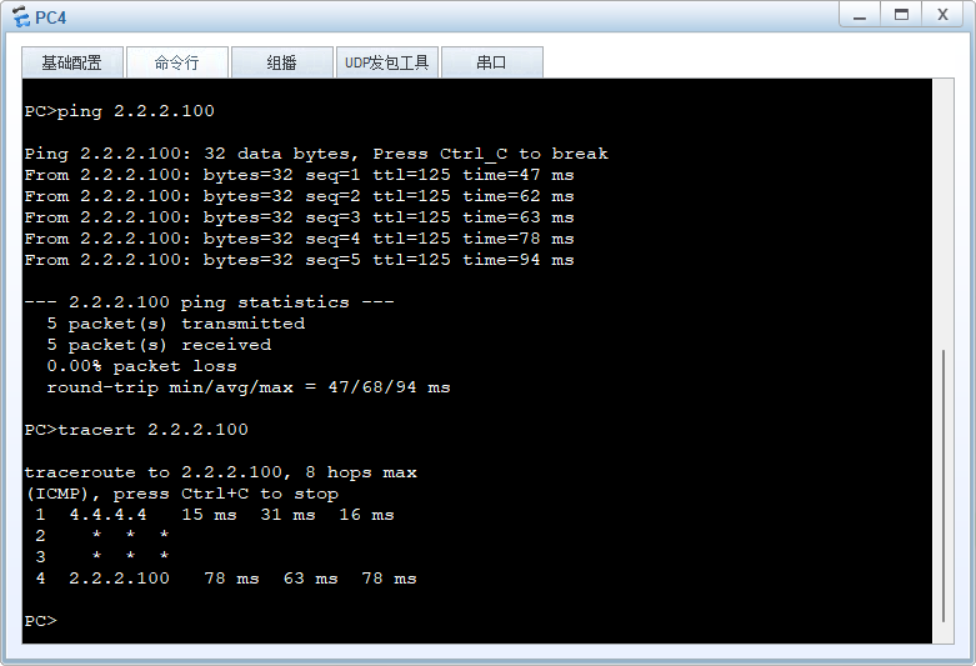 PC4
X
基础配置 命令行 组播 UDP发包工具 串口
PC>ping 2.2.2.100
Ping 2.2.2.100: 32 data bytes, Press Ctrl_C to break
From 2.2.2.100: bytes=32 seq=1 ttl=125 time=47 ms
From 2.2.2.100: bytes=32 seq=2 ttl=125 time=62 ms
From 2.2.2.100: bytes=32 seq=3 ttl=125 time=63 ms
From 2.2.2.100: bytes=32 seq=4 ttl=125 time=78 ms
From 2.2.2.100: bytes=32 seq=5 ttl=125 time=94 ms
--- 2.2.2.100 ping statistics ---
5 packet(s) transmitted
5 packet(s) received
0.00% packet loss
round-trip min/avg/max = 47/68/94 ms
PC>tracert 2.2.2.100
traceroute to 2.2.2.100, 8 hops max
(ICMP), press Ctrl+C to stop
1 4.4.4.4 15 ms 31 ms 16 ms
2 * * *
3 * * *
4 2.2.2.100 78 ms 63 ms 78 ms
PC>